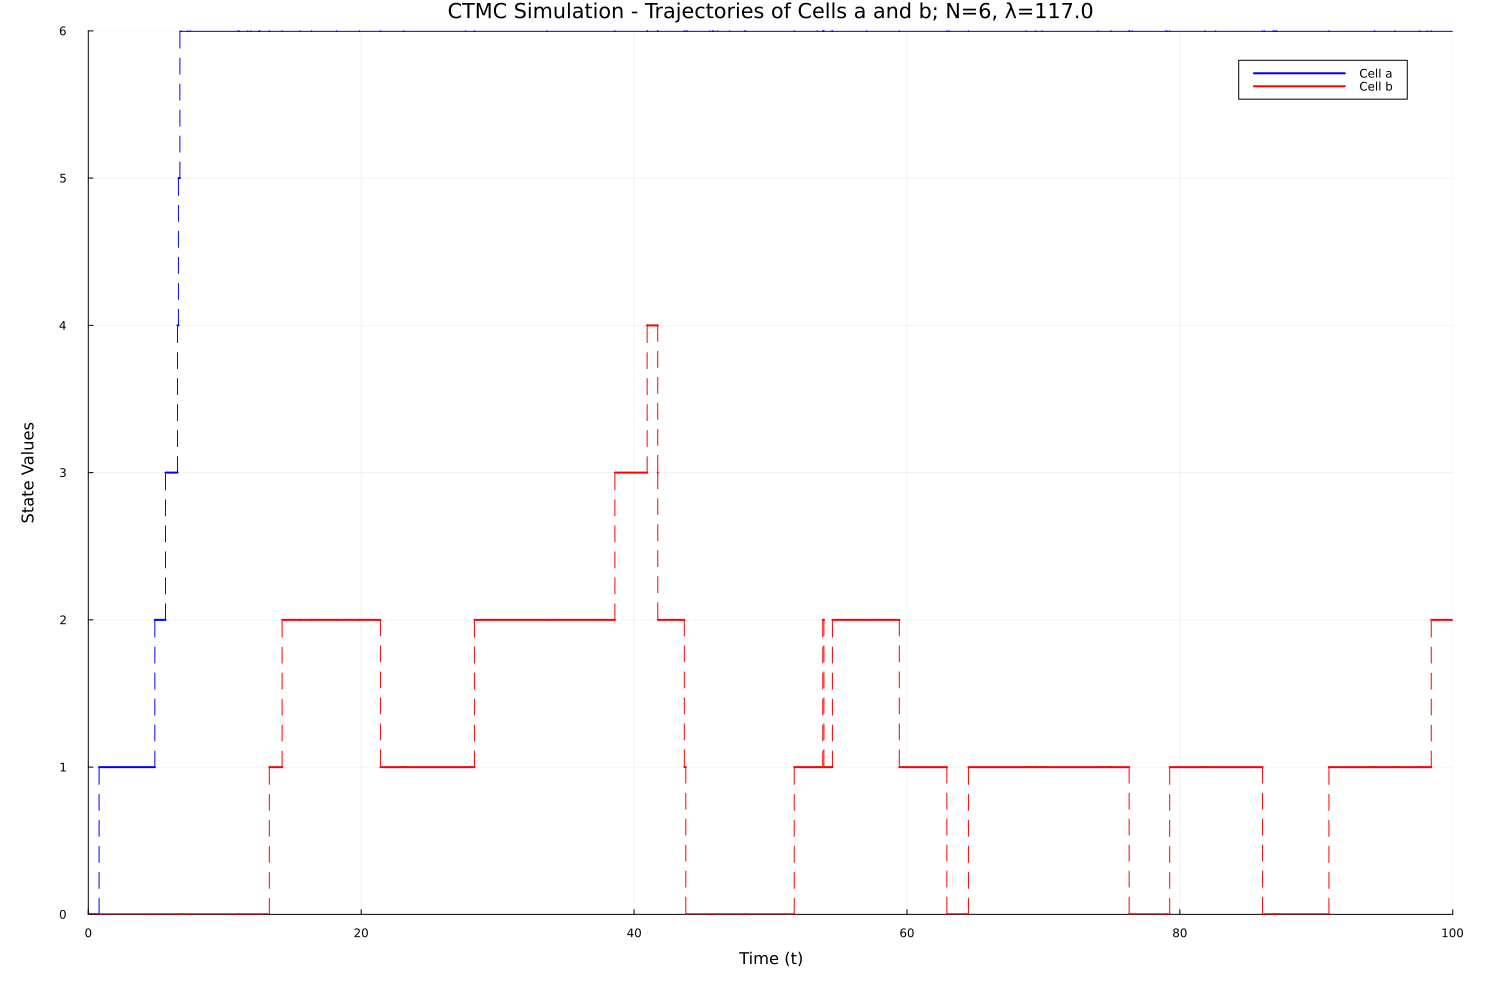 CTMC Simulation - Trajectories of Cells a and b; N=6, λ=117.0
6
Cell a
Cell b
5
4
State Values
3
2
1
0
0 20 40 60 80 100
Time (t)